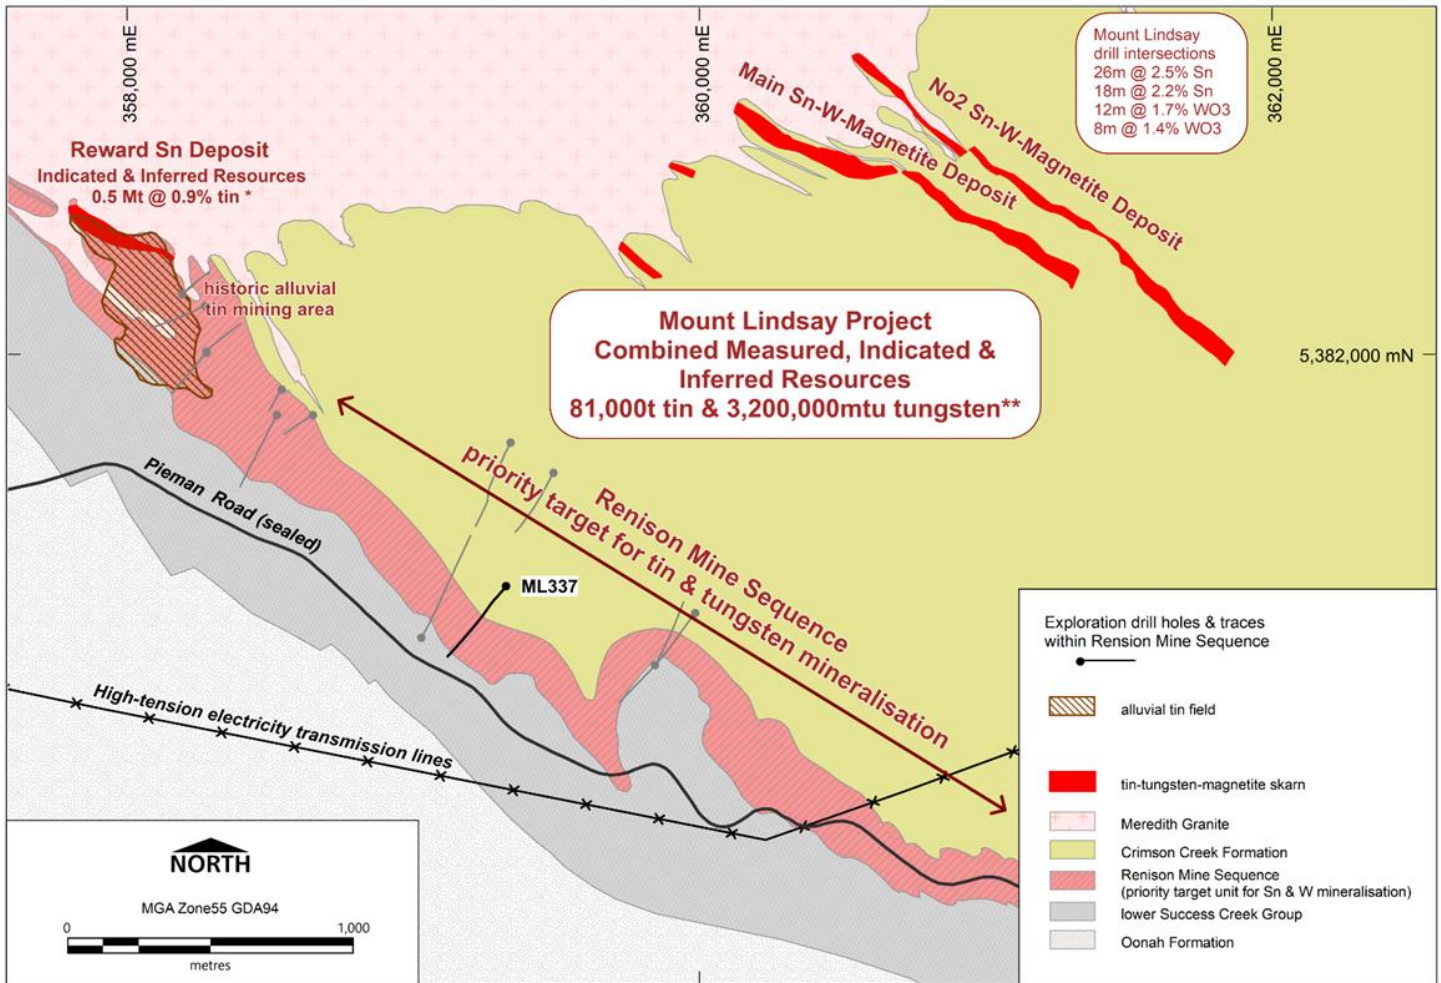 358,000 mE
360,000 mE
362,000 mE
Mount Lindsay
drill intersections
26m @ 2.5% Sn
18m @ 2.2% Sn
12m @ 1.7% WO3
8m @ 1.4% WO3
Main Sn-W-Magnetite Deposit
No2 Sn-W-Magnetite Deposit
Reward Sn Deposit
Indicated & Inferred Resources
0.5 Mt @ 0.9% tin *
historic alluvial
tin mining area
Mount Lindsay Project
Combined Measured, Indicated &
Inferred Resources
81,000t tin & 3,200,000mtu tungsten**
5,382,000 mN
Renison Mine Sequence
priority target for tin & tungsten mineralisation
Pieman Road (sealed)
ML337
High-tension electricity transmission lines
Exploration drill holes & traces
within Rension Mine Sequence
alluvial tin field
tin-tungsten-magnetite skarn
Meredith Granite
Crimson Creek Formation
Renison Mine Sequence
(priority target unit for Sn & W mineralisation)
lower Success Creek Group
Oonah Formation
NORTH
MGA Zone55 GDA94
0 1,000
metres